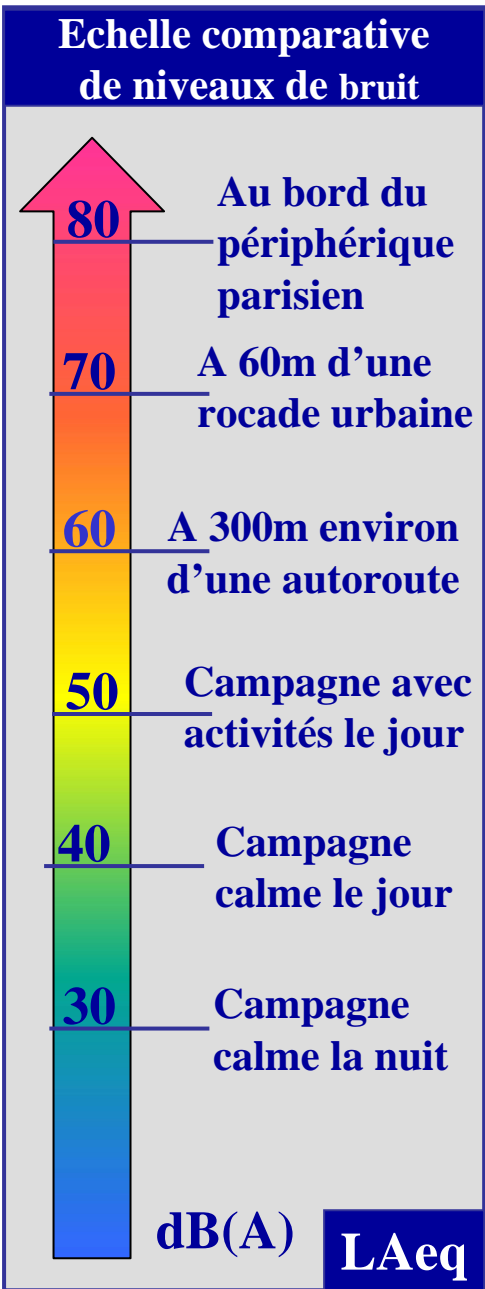 Echelle comparative
de niveaux de bruit
80
Au bord du
périphérique
parisien
70
A 60m d’une
rocade urbaine
60
A 300m environ
d’une autoroute
50
Campagne avec
activités le jour
40
Campagne
calme le jour
30
Campagne
calme la nuit
dB(A)
LAeq